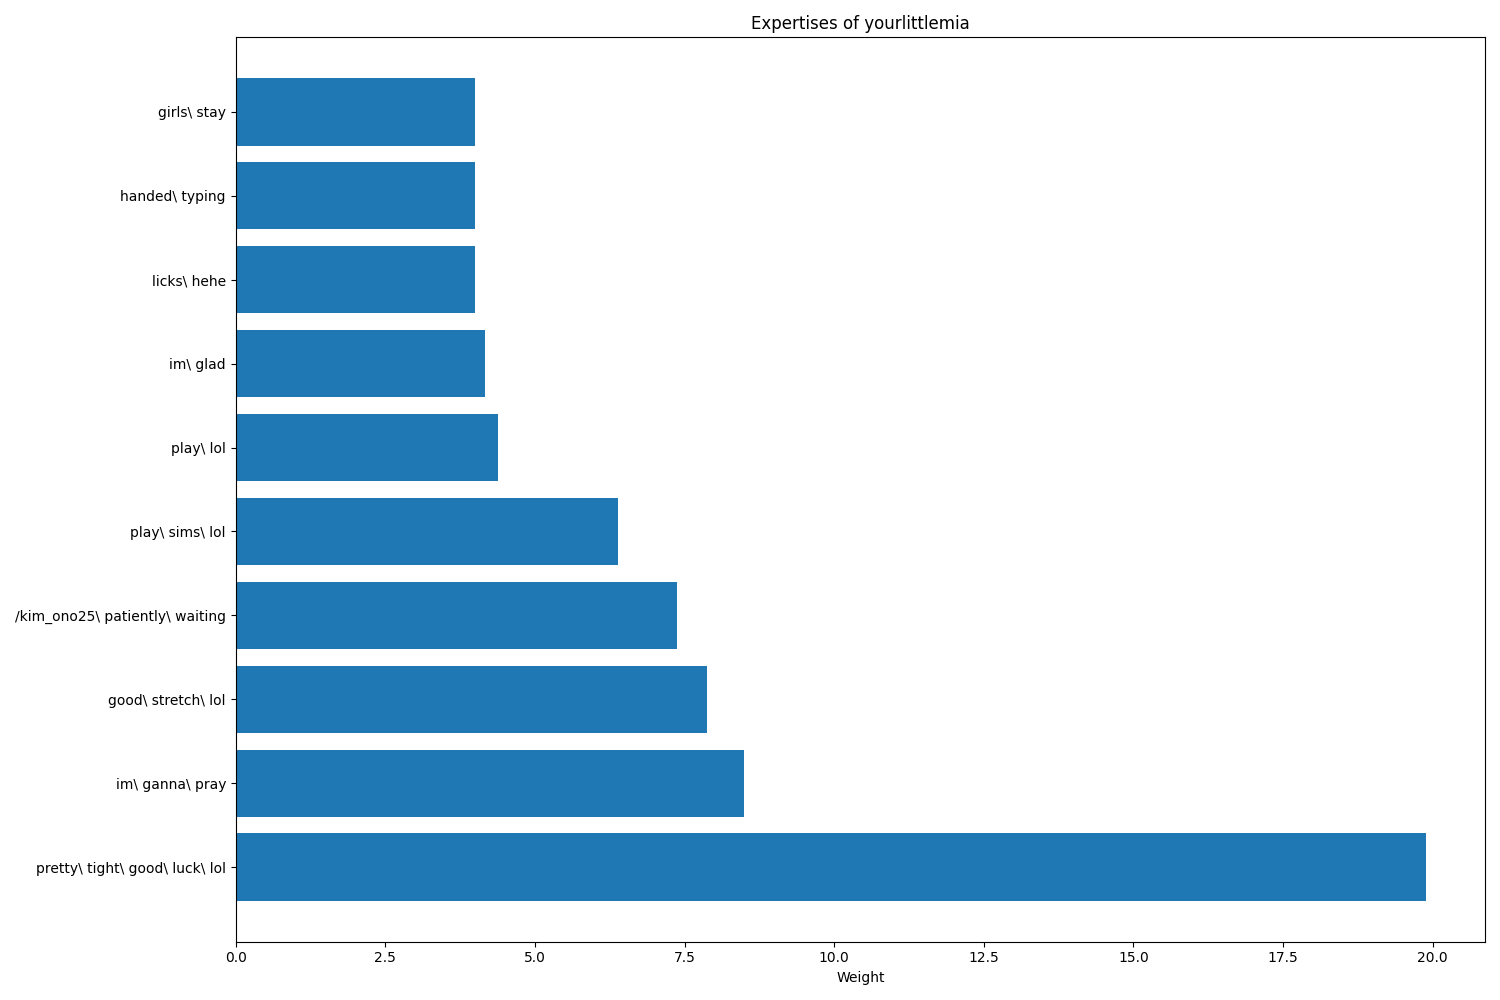 Expertises of yourlittlemia
girls\ stay
handed\ typing
licks\ hehe
im\ glad
play\ lol
play\ sims\ lol
/kim_ono25\ patiently\ waiting
good\ stretch\ lol
im\ ganna\ pray
pretty\ tight\ good\ luck\ lol
0.0 2.5 5.0 7.5 10.0 12.5 15.0 17.5 20.0
Weight